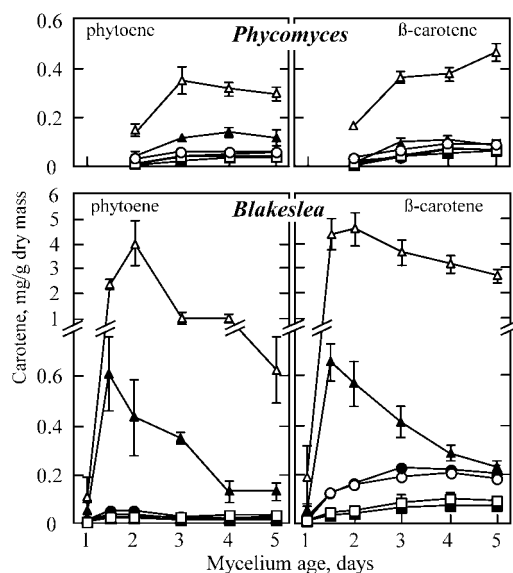 phytoene Phycomyces ß-carotene
0.6
0.4
0.2
0
phytoene Blakeslea ß-carotene
6
5
4
3
2
1
0.6
0.4
0.2
0
Carotene, mg/g dry mass
1 2 3 4 5 1 2 3 4 5
Mycelium age, days